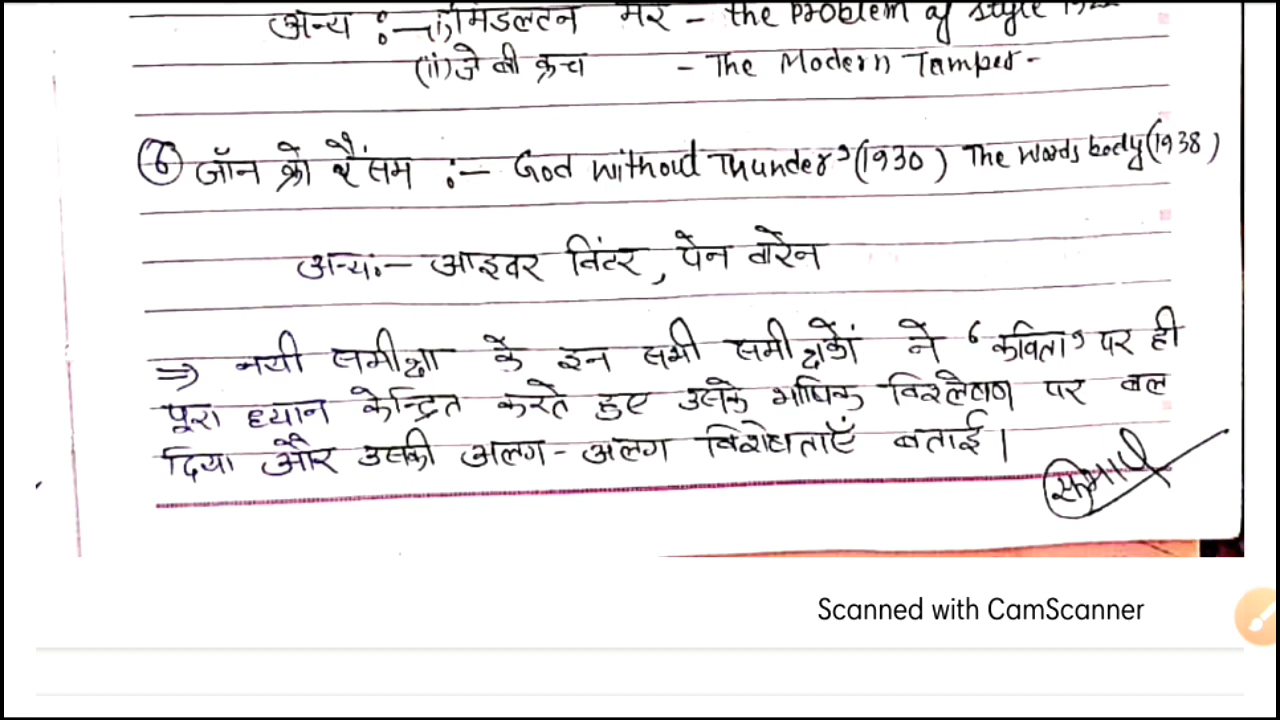 अन्य :- (i) मिडलटन मरे - the Problem of style
(ii) जे वी क्रुच - The Modern Tamper -
6 जॉन क्रो रैंसम :- God without Thunder' (1930) The words body (1938)
अन्य :- आइवर विंटर, पेन वारेन
⇒ नयी समीक्षा के इन सभी समीक्षकों ने 'कविता' पर ही
पूरा ध्यान केन्द्रित करते हुए उसके भाषिक विश्लेषण पर बल
दिया और उसकी अलग-अलग विशेषताएँ बताई।
Scanned with CamScanner